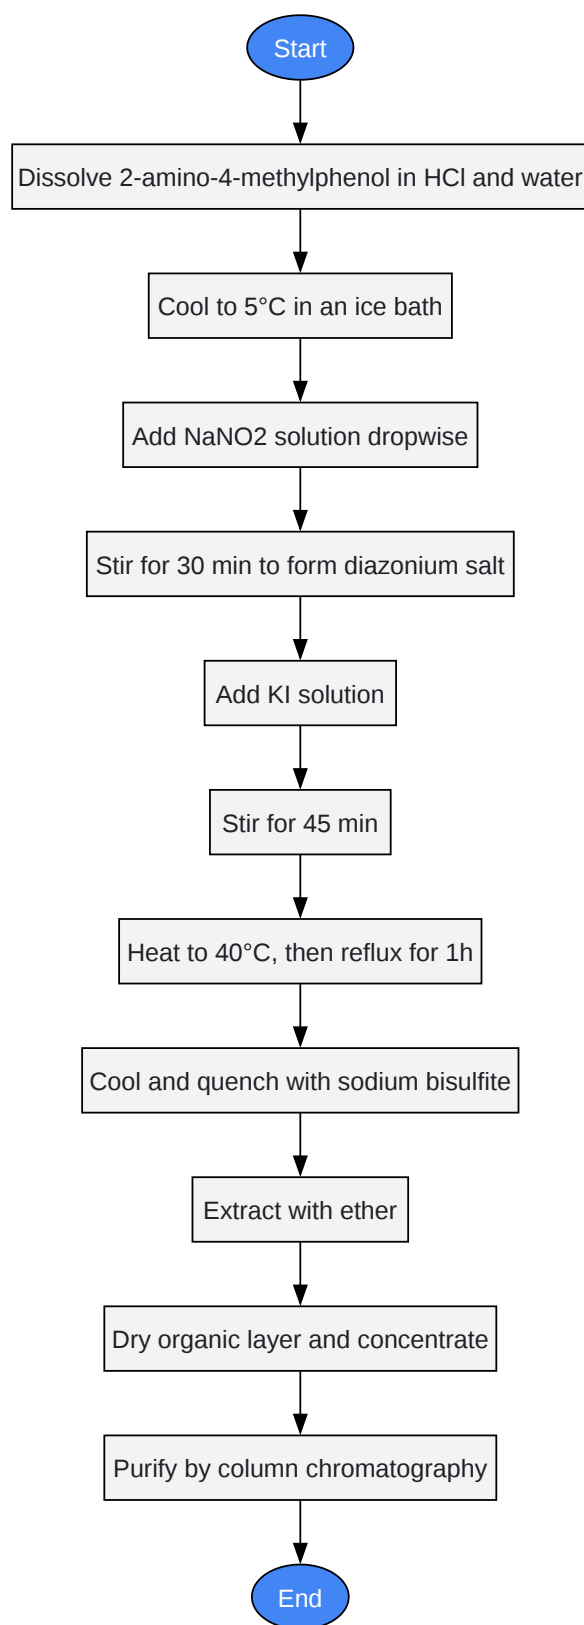 Start
Dissolve 2-amino-4-methylphenol in HCl and water
Cool to 5°C in an ice bath
Add NaNO2 solution dropwise
Stir for 30 min to form diazonium salt
Add KI solution
Stir for 45 min
Heat to 40°C, then reflux for 1h
Cool and quench with sodium bisulfite
Extract with ether
Dry organic layer and concentrate
Purify by column chromatography
End